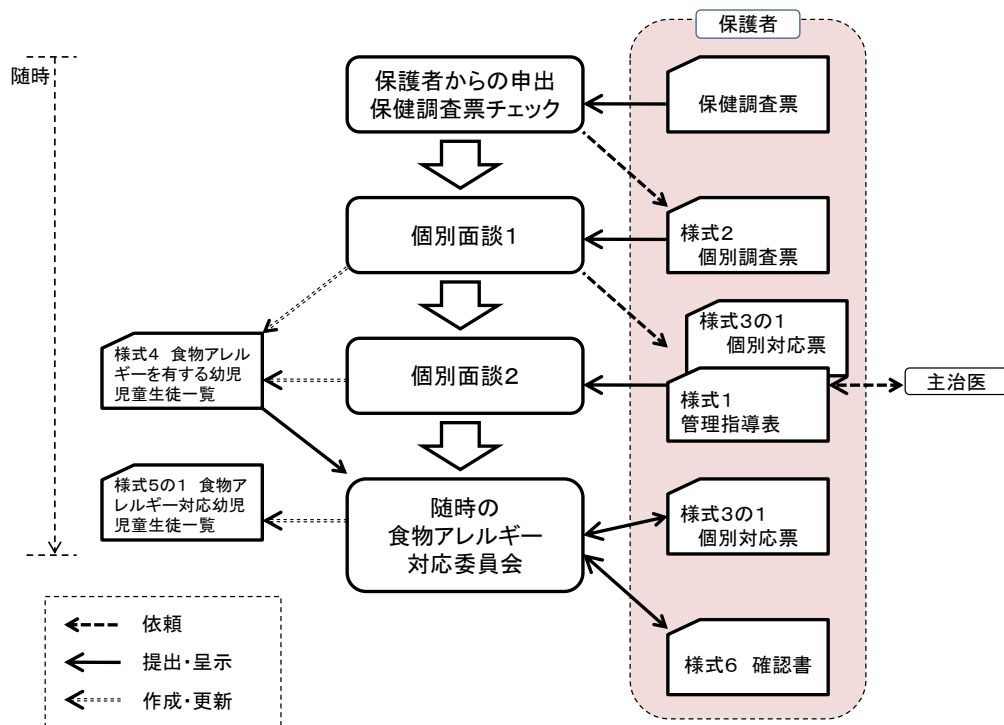 保護者
随時
保護者からの申出
保健調査票チェック
保健調査票
個別面談1
様式2
個別調査票
様式3の1
個別対応票
様式4 食物アレル
ギーを有する幼児
児童生徒一覧
個別面談2
様式1
管理指導表
主治医
様式5の1 食物ア
レルギー対応幼児
児童生徒一覧
随時の
食物アレルギー
対応委員会
様式3の1
個別対応票
様式6 確認書
依頼
提出・呈示
作成・更新